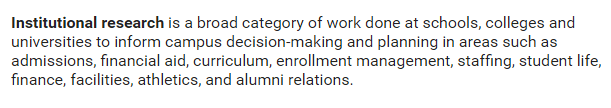 Institutional research is a broad category of work done at schools, colleges and
universities to inform campus decision-making and planning in areas such as
admissions, financial aid, curriculum, enrollment management, staffing, student life,
finance, facilities, athletics, and alumni relations.